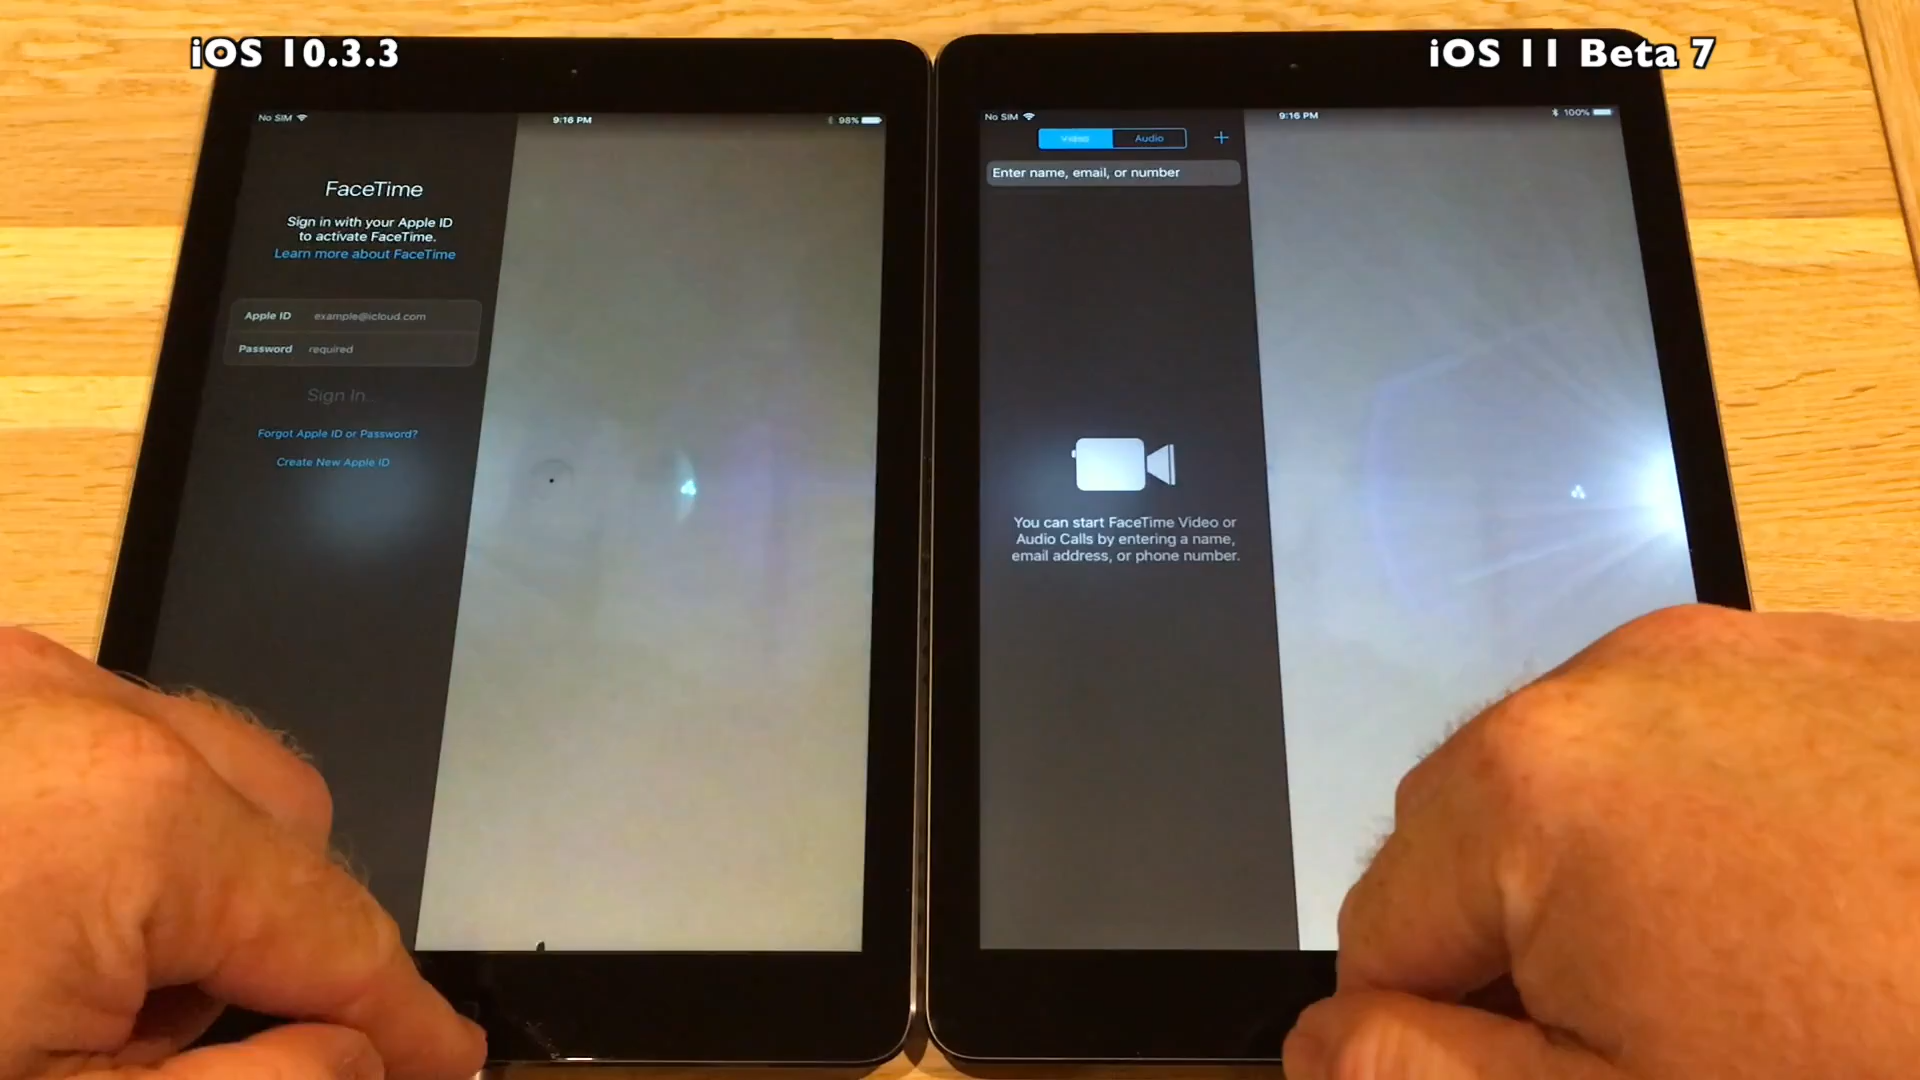 iOS 10.3.3
iOS 11 Beta 7
No SIM
9:16 PM
98%
FaceTime
Sign in with your Apple ID
to activate FaceTime.
Learn more about FaceTime
Apple ID example@icloud.com
Password required
Sign In...
Forgot Apple ID or Password?
Create New Apple ID
No SIM
9:16 PM
100%
Video Audio +
Enter name, email, or number
You can start FaceTime Video or
Audio Calls by entering a name,
email address, or phone number.